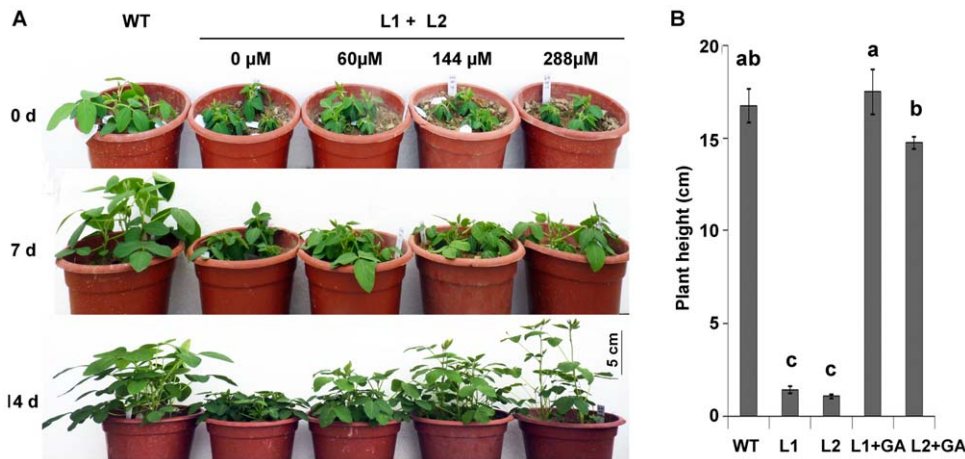 A
WT
L1 + L2
0 µM
60µM
144 µM
288µM
0 d
7 d
14 d
5 cm
B
20
15
10
5
0
Plant height (cm)
ab
c
c
a
b
WT
L1
L2
L1+GA
L2+GA